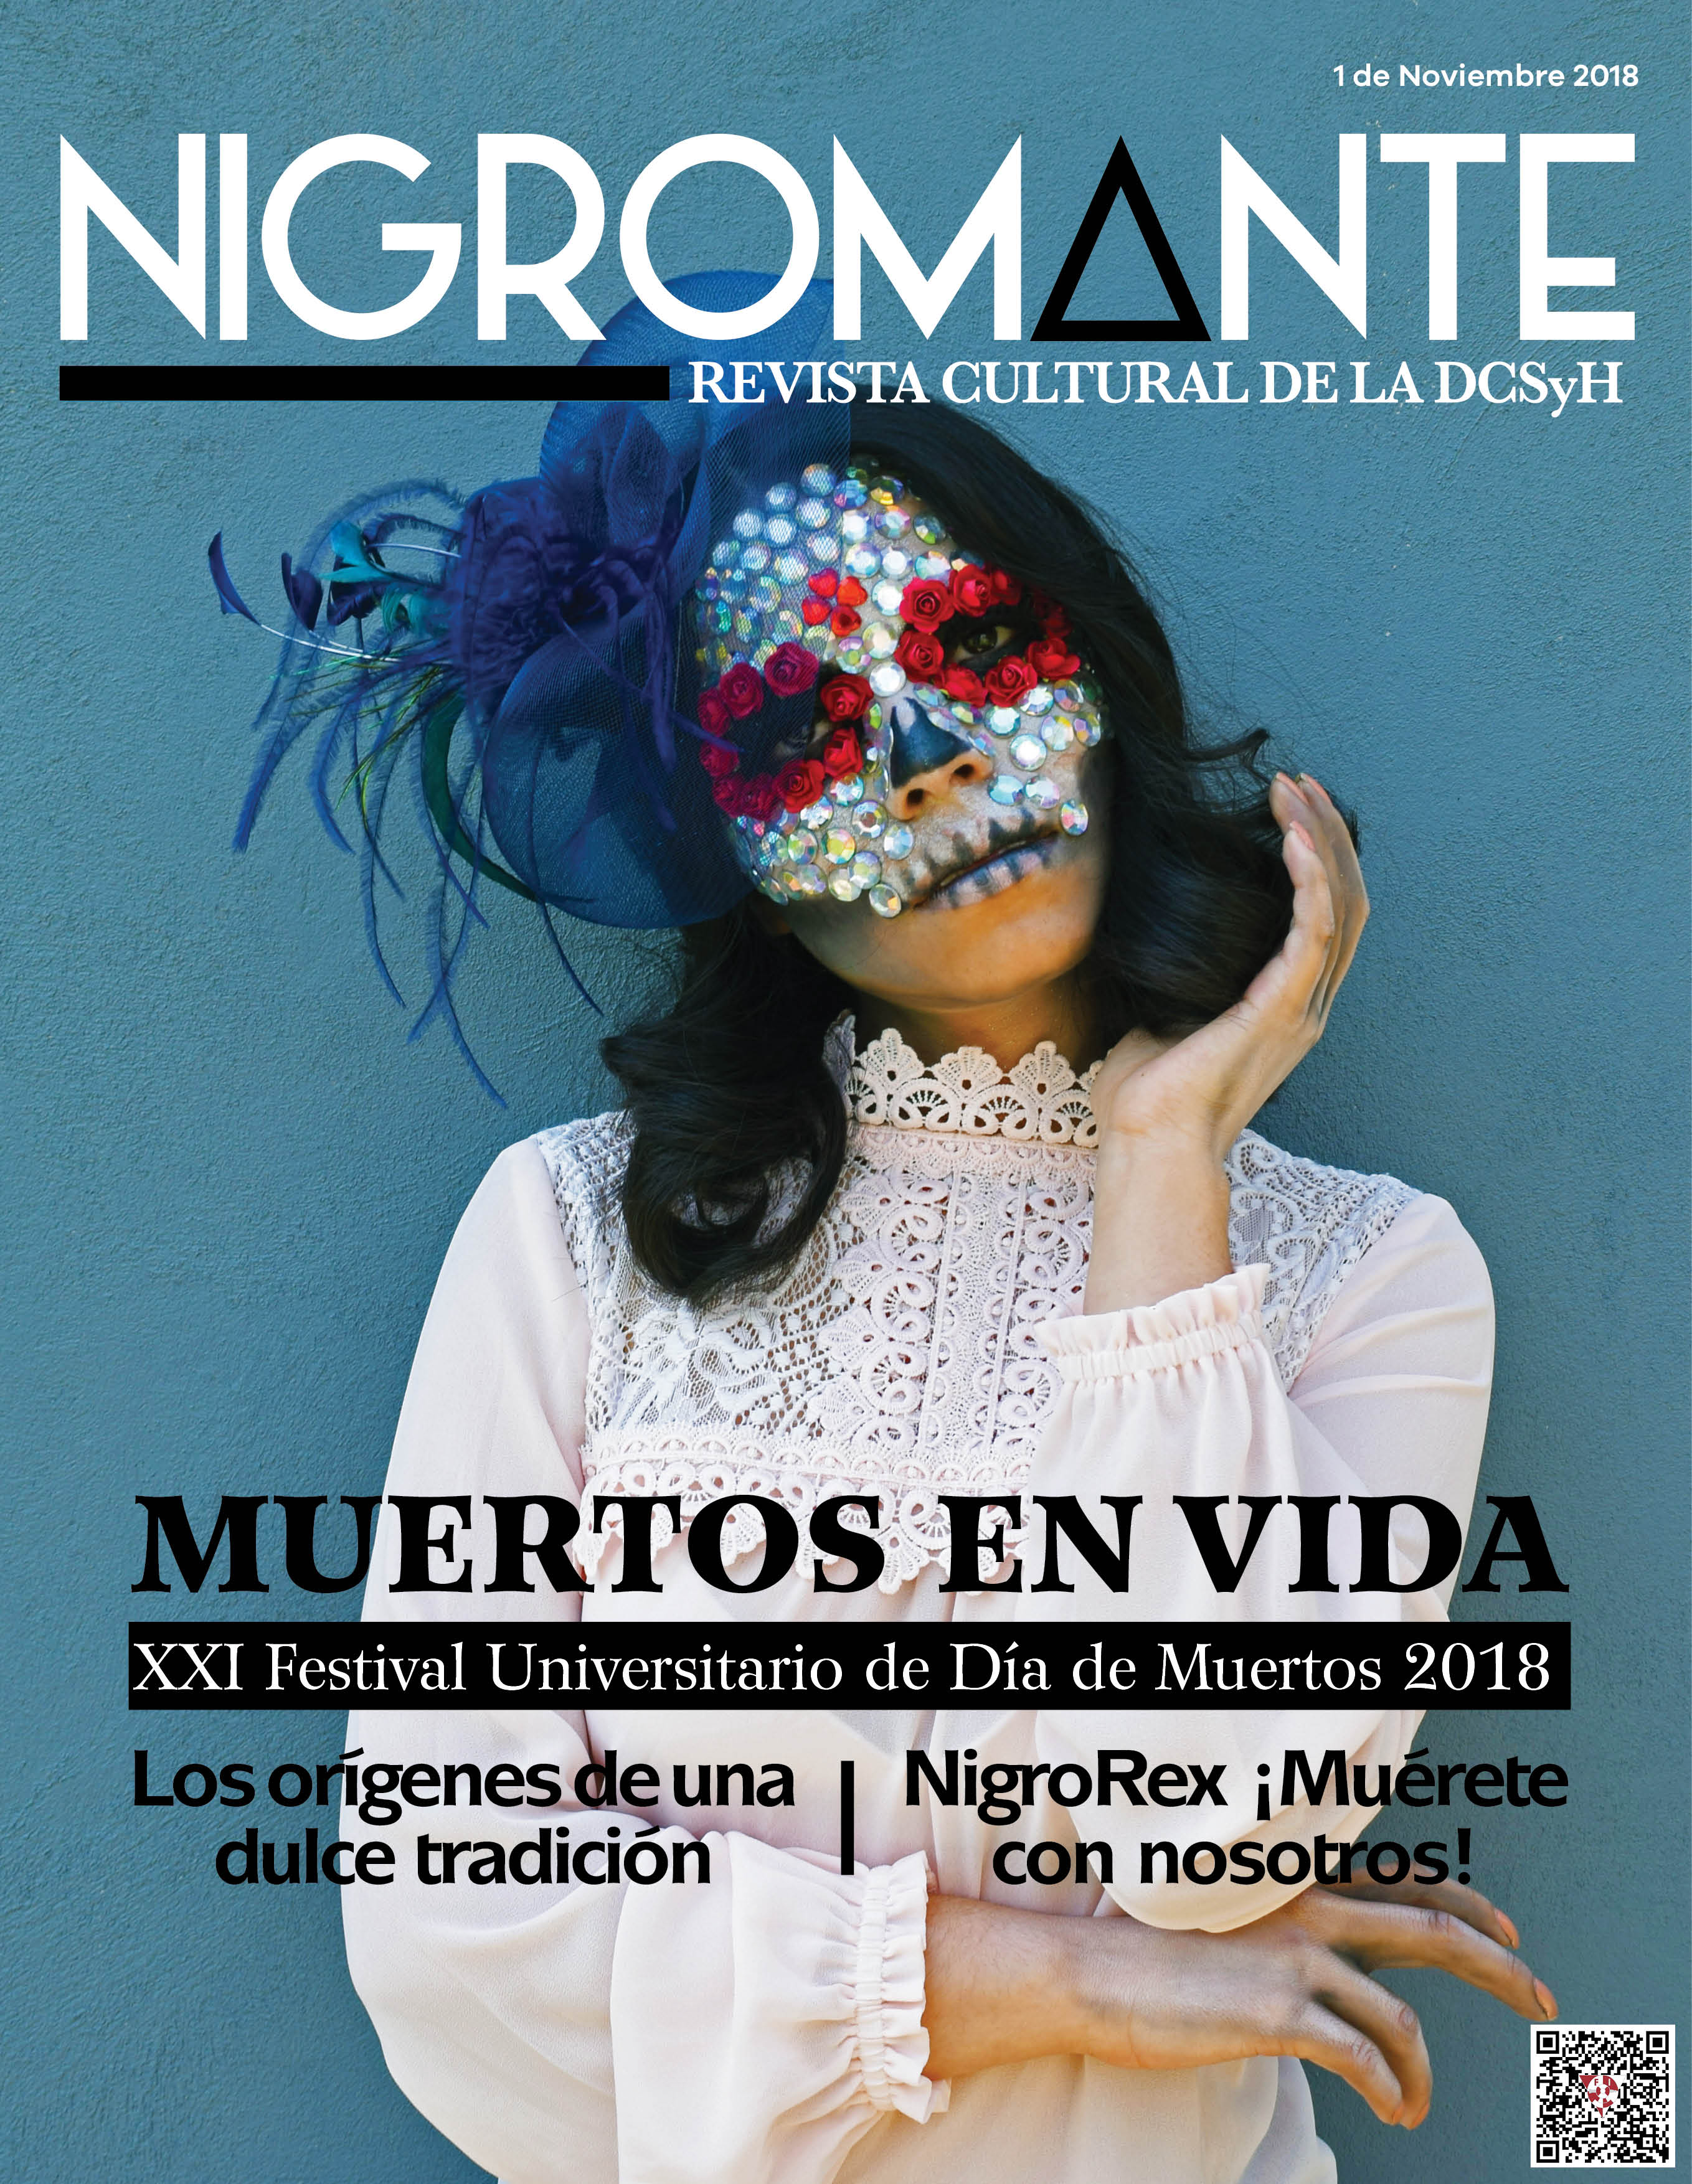 1 de Noviembre 2018
NIGROMANTE
REVISTA CULTURAL DE LA DCSyH
MUERTOS EN VIDA
XXI Festival Universitario de Día de Muertos 2018
Los orígenes de una
dulce tradición
NigroRex ¡Muérete
con nosotros!